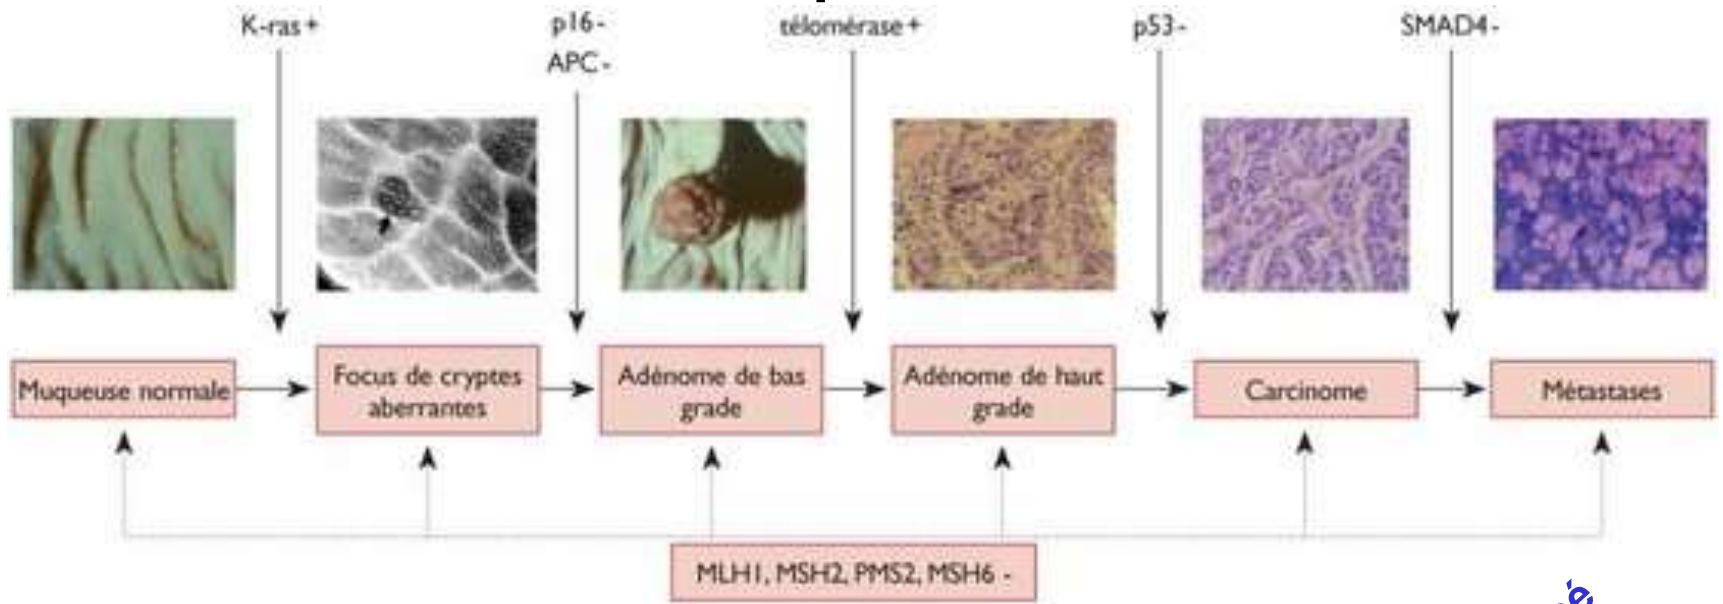 K-ras +
p16 -
APC -
télomérase +
p53 -
SMAD4 -
Muqueuse normale
Focus de cryptes
aberrantes
Adénome de bas
grade
Adénome de haut
grade
Carcinome
Métastases
MLH1, MSH2, PMS2, MSH6 -